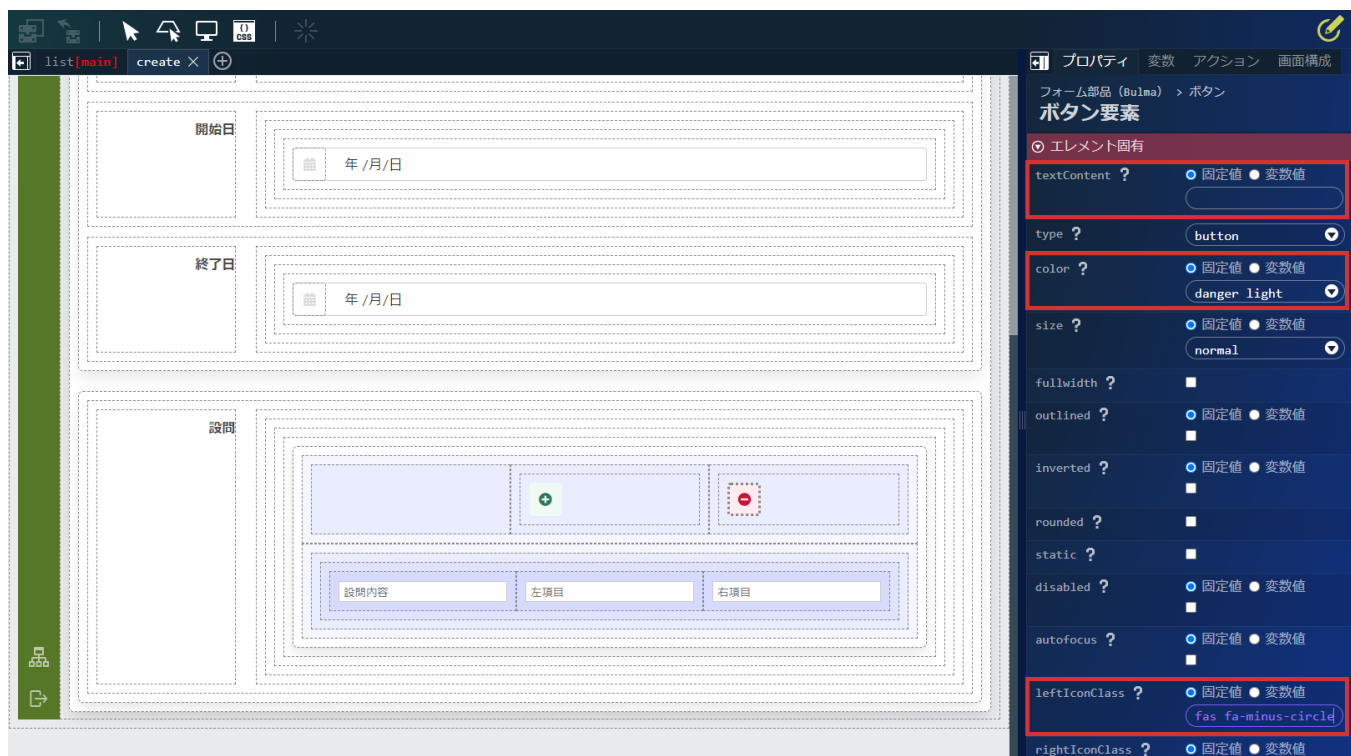 () CSS
list[main] create ×
プロパティ 変数 アクション 画面構成
フォーム部品 (Bulma) > ボタン
ボタン要素
エレメント固有
textContent ? 固定値 変数値
type ? button
color ? 固定値 変数値
danger light
size ? 固定値 変数値
normal
fullwidth ?
outlined ? 固定値 変数値
inverted ? 固定値 変数値
rounded ?
static ?
disabled ? 固定値 変数値
autofocus ? 固定値 変数値
leftIconClass ? 固定値 変数値
fas fa-minus-circle
rightIconClass ? 固定値 変数値
開始日
年 /月/日
終了日
年 /月/日
設問
設問内容 左項目 右項目